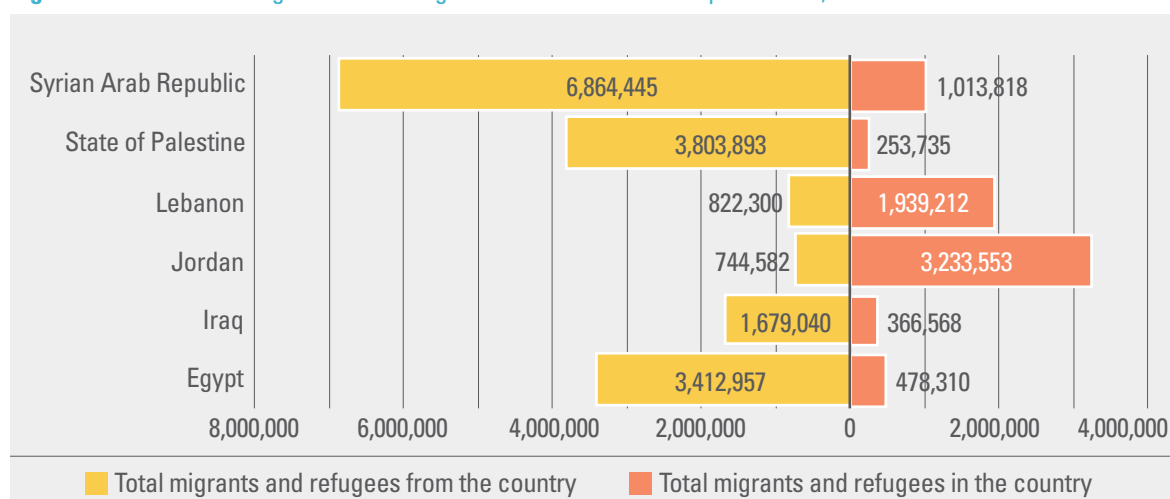 Syrian Arab Republic 6,864,445 1,013,818
State of Palestine 3,803,893 253,735
Lebanon 822,300 1,939,212
Jordan 744,582 3,233,553
Iraq 1,679,040 366,568
Egypt 3,412,957 478,310
8,000,000 6,000,000 4,000,000 2,000,000 0 2,000,000 4,000,000
Total migrants and refugees from the country Total migrants and refugees in the country